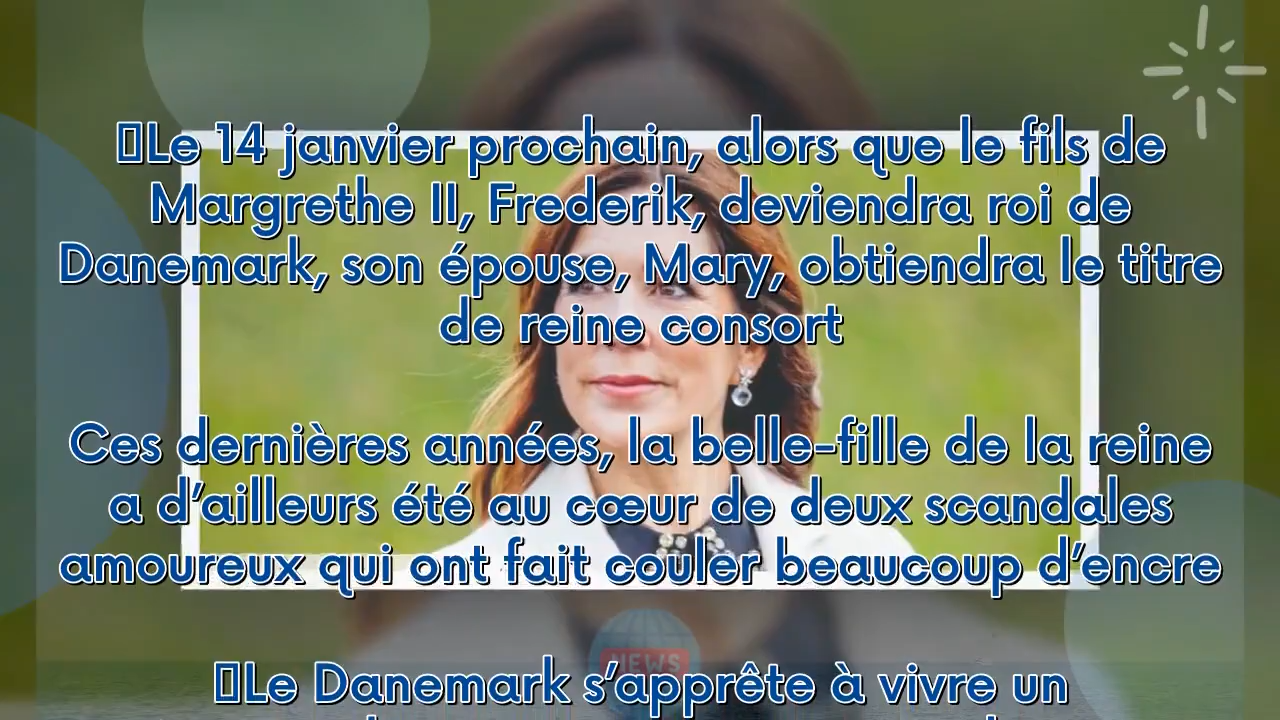 Le 14 janvier prochain, alors que le fils de
Margrethe II, Frederik, deviendra roi de
Danemark, son épouse, Mary, obtiendra le titre
de reine consort
Ces dernières années, la belle-fille de la reine
a d’ailleurs été au cœur de deux scandales
amoureux qui ont fait couler beaucoup d’encre
NEWS
Le Danemark s’apprête à vivre un